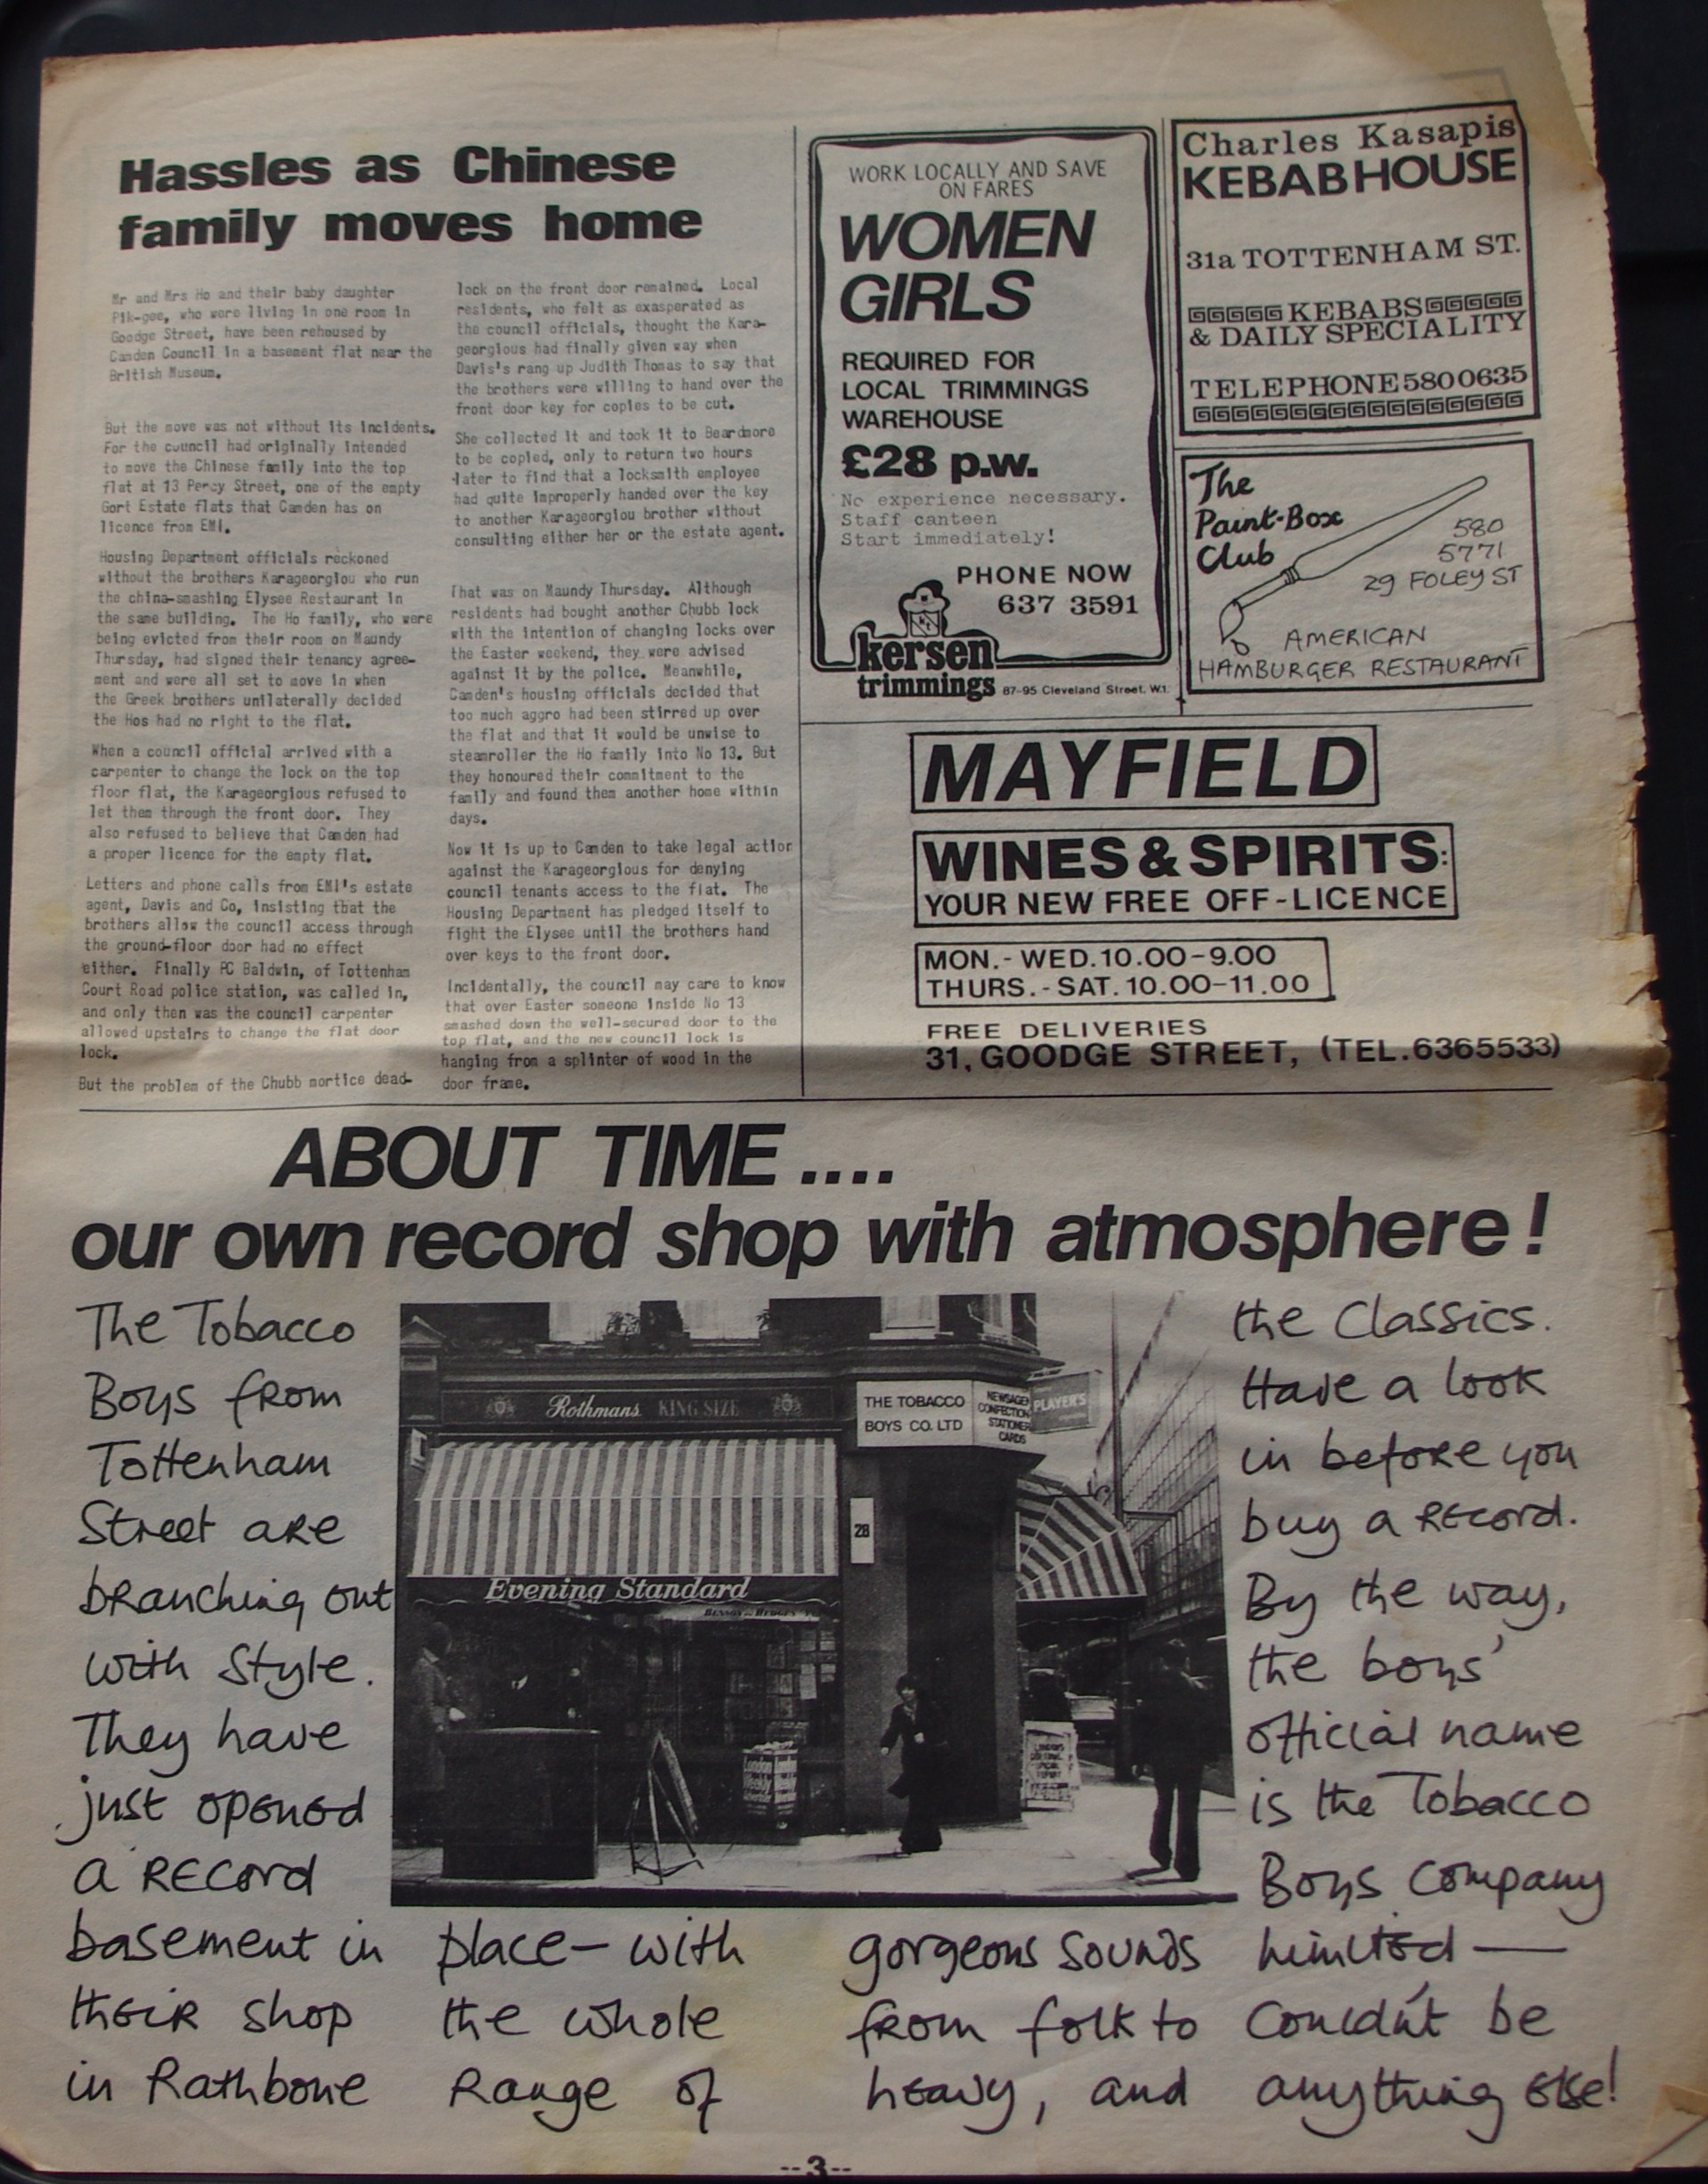 Hassles as Chinese
family moves home
Mr and Mrs Ho and their baby daughter
Pik-gee, who were living in one room in
Goodge Street, have been rehoused by
Camden Council in a basement flat near the
British Museum.
But the move was not without its incidents.
For the council had originally intended
to move the Chinese family into the top
flat at 13 Percy Street, one of the empty
Gort Estate flats that Camden has on
licence from EMI.
Housing Department officials reckoned
without the brothers Karageorgiou who run
the china-smashing Elysee Restaurant in
the same building. The Ho family, who were
being evicted from their room on Maundy
Thursday, had signed their tenancy agree-
ment and were all set to move in when
the Greek brothers unilaterally decided
the Hos had no right to the flat.
When a council official arrived with a
carpenter to change the lock on the top
floor flat, the Karageorgious refused to
let them through the front door. They
also refused to believe that Camden had
a proper licence for the empty flat.
Letters and phone calls from EMI's estate
agent, Davis and Co, insisting that the
brothers allow the council access through
the ground-floor door had no effect
either. Finally PC Baldwin, of Tottenham
Court Road police station, was called in,
and only then was the council carpenter
allowed upstairs to change the flat door
lock.
But the problem of the Chubb mortice dead-
lock on the front door remained. Local
residents, who felt as exasperated as
the council officials, thought the Kara-
georgious had finally given way when
Davis's rang up Judith Thomas to say that
the brothers were willing to hand over the
front door key for copies to be cut.
She collected it and took it to Beardmore
to be copied, only to return two hours
later to find that a locksmith employee
had quite improperly handed over the key
to another Karageorgiou brother without
consulting either her or the estate agent.
That was on Maundy Thursday. Although
residents had bought another Chubb lock
with the intention of changing locks over
the Easter weekend, they were advised
against it by the police. Meanwhile,
Camden's housing officials decided that
too much aggro had been stirred up over
the flat and that it would be unwise to
steamroller the Ho family into No 13. But
they honoured their commitment to the
family and found them another home within
days.
Now it is up to Camden to take legal action
against the Karageorgious for denying
council tenants access to the flat. The
Housing Department has pledged itself to
fight the Elysee until the brothers hand
over keys to the front door.
Incidentally, the council may care to know
that over Easter someone inside No 13
smashed down the well-secured door to the
top flat, and the new council lock is
hanging from a splinter of wood in the
door frame.
WORK LOCALLY AND SAVE
ON FARES
WOMEN
GIRLS
REQUIRED FOR
LOCAL TRIMMINGS
WAREHOUSE
£28 p.w.
No experience necessary.
Staff canteen
Start immediately!
PHONE NOW
637 3591
kersen
trimmings 87-95 Cleveland Street. W1.
Charles Kasapis
KEBAB HOUSE
31a TOTTENHAM ST.
KEBABS
& DAILY SPECIALITY
TELEPHONE 580 0635
The
Paint-Box
Club
580
5771
29 FOLEY ST
AMERICAN
HAMBURGER RESTAURANT
MAYFIELD
WINES & SPIRITS:
YOUR NEW FREE OFF-LICENCE
MON.- WED. 10.00-9.00
THURS. - SAT. 10.00-11.00
FREE DELIVERIES
31, GOODGE STREET, (TEL.6365533)
ABOUT TIME ....
our own record shop with atmosphere!
The Tobacco
Boys from
Tottenham
Street are
branching out
with style.
They have
just opened
a record
basement in
their shop
in Rathbone
place - with
the whole
Range of
gorgeous sounds
from folk to
heavy, and
the Classics.
Have a look
in before you
buy a record.
By the way,
the boys'
official name
is the Tobacco
Boys Company
Limited —
Couldn't be
anything else!
Rothmans KING SIZE
THE TOBACCO
BOYS CO. LTD
NEWSAGEN
CONFECTION
STATIONER
CARDS
PLAYER'S
28
Evening Standard
--3--